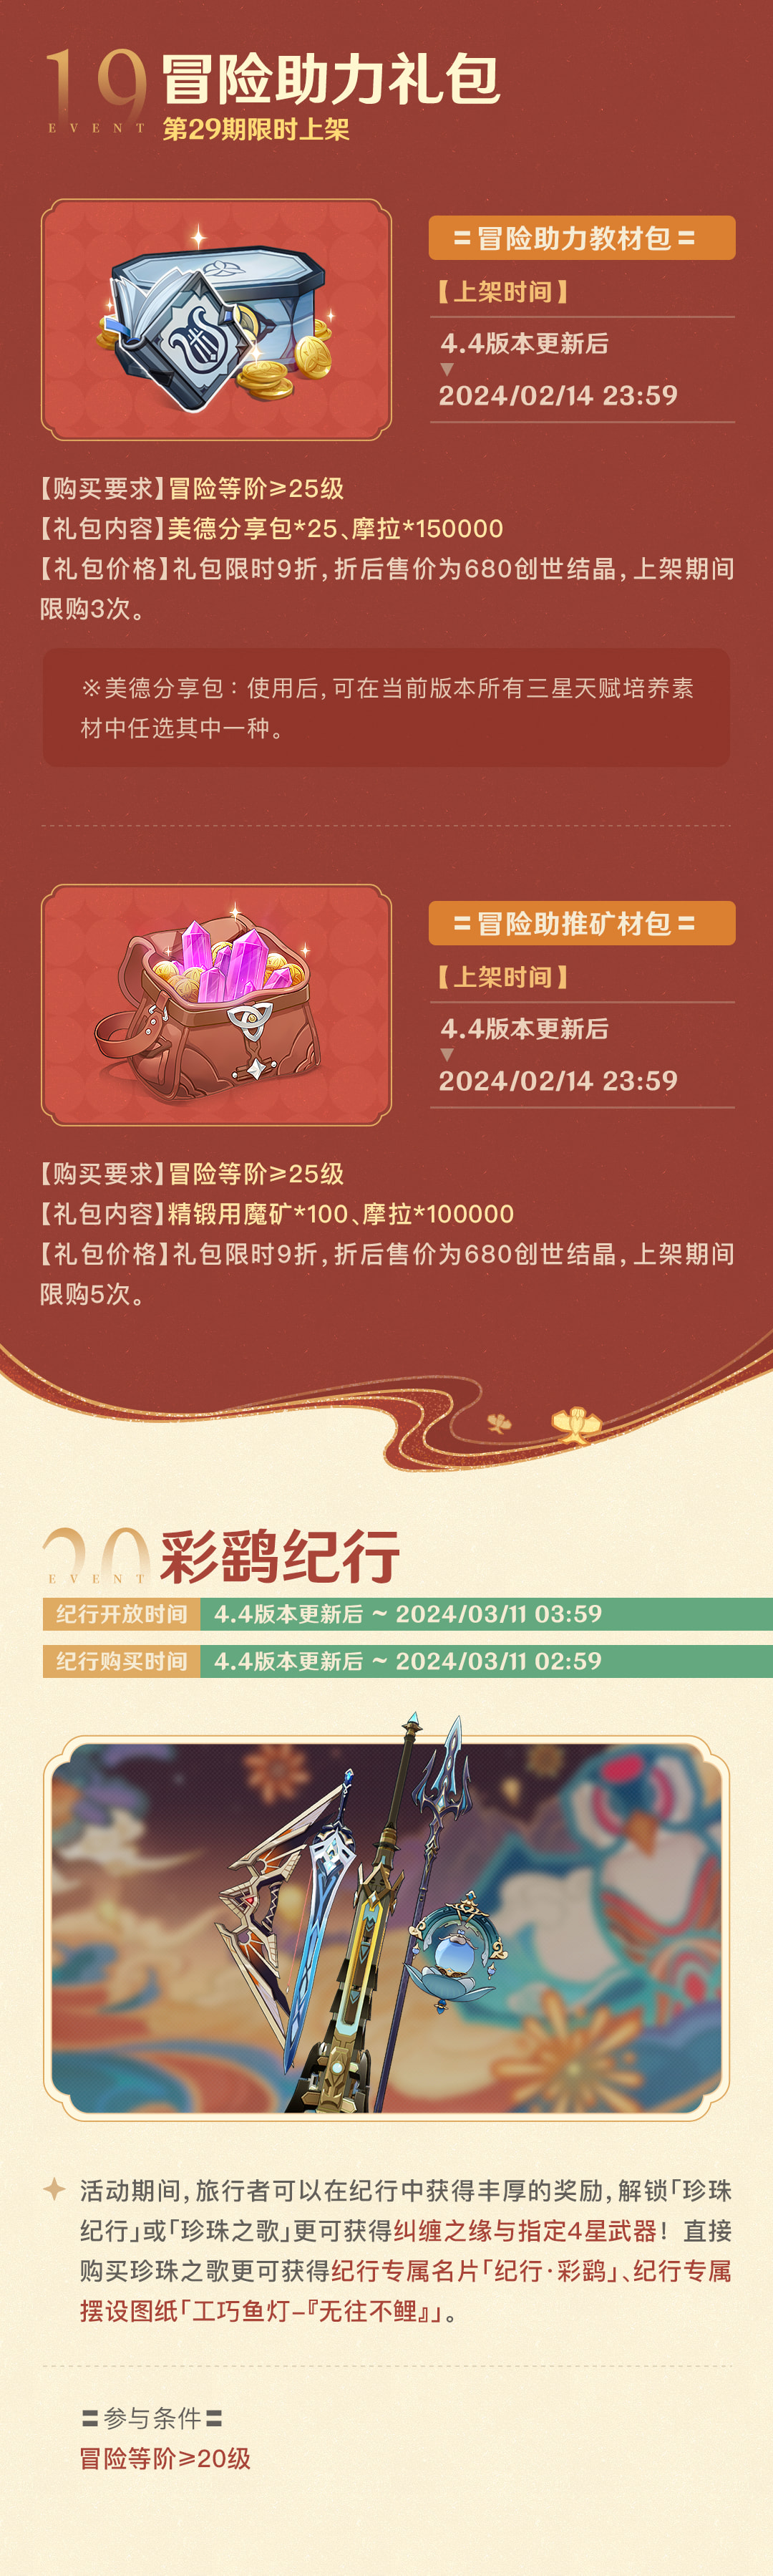 19 冒险助力礼包
EVENT 第29期限时上架
〓冒险助力教材包〓
【上架时间】
4.4版本更新后
▼
2024/02/14 23:59
【购买要求】冒险等阶≥25级
【礼包内容】美德分享包*25、摩拉*150000
【礼包价格】礼包限时9折,折后售价为680创世结晶,上架期间
限购3次。
※美德分享包：使用后,可在当前版本所有三星天赋培养素
材中任选其中一种。
〓冒险助推矿材包〓
【上架时间】
4.4版本更新后
▼
2024/02/14 23:59
【购买要求】冒险等阶≥25级
【礼包内容】精锻用魔矿*100、摩拉*100000
【礼包价格】礼包限时9折,折后售价为680创世结晶,上架期间
限购5次。
20 彩鹞纪行
EVENT
纪行开放时间 4.4版本更新后 ~ 2024/03/11 03:59
纪行购买时间 4.4版本更新后 ~ 2024/03/11 02:59
活动期间,旅行者可以在纪行中获得丰厚的奖励,解锁「珍珠
纪行」或「珍珠之歌」更可获得纠缠之缘与指定4星武器！直接
购买珍珠之歌更可获得纪行专属名片「纪行·彩鹞」、纪行专属
摆设图纸「工巧鱼灯–『无往不鲤』」。
〓参与条件〓
冒险等阶≥20级